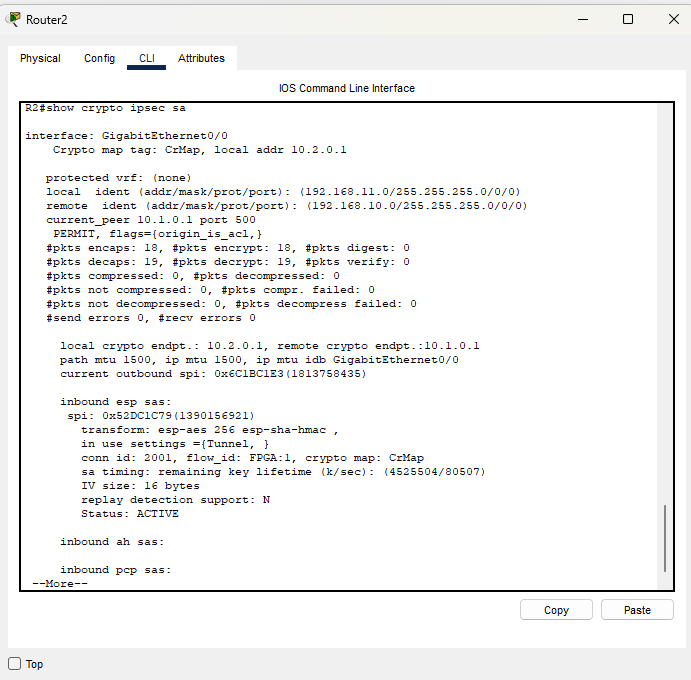 Router2
Physical Config CLI Attributes
IOS Command Line Interface
R2#show crypto ipsec sa
interface: GigabitEthernet0/0
Crypto map tag: CrMap, local addr 10.2.0.1
protected vrf: (none)
local ident (addr/mask/prot/port): (192.168.11.0/255.255.255.0/0/0)
remote ident (addr/mask/prot/port): (192.168.10.0/255.255.255.0/0/0)
current_peer 10.1.0.1 port 500
PERMIT, flags={origin_is_acl,}
#pkts encaps: 18, #pkts encrypt: 18, #pkts digest: 0
#pkts decaps: 19, #pkts decrypt: 19, #pkts verify: 0
#pkts compressed: 0, #pkts decompressed: 0
#pkts not compressed: 0, #pkts compr. failed: 0
#pkts not decompressed: 0, #pkts decompress failed: 0
#send errors 0, #recv errors 0
local crypto endpt.: 10.2.0.1, remote crypto endpt.:10.1.0.1
path mtu 1500, ip mtu 1500, ip mtu idb GigabitEthernet0/0
current outbound spi: 0x6C1BC1E3(1813758435)
inbound esp sas:
spi: 0x52DC1C79(1390156921)
transform: esp-aes 256 esp-sha-hmac ,
in use settings ={Tunnel, }
conn id: 2001, flow_id: FPGA:1, crypto map: CrMap
sa timing: remaining key lifetime (k/sec): (4525504/80507)
IV size: 16 bytes
replay detection support: N
Status: ACTIVE
inbound ah sas:
inbound pcp sas:
--More--
Copy Paste
Top